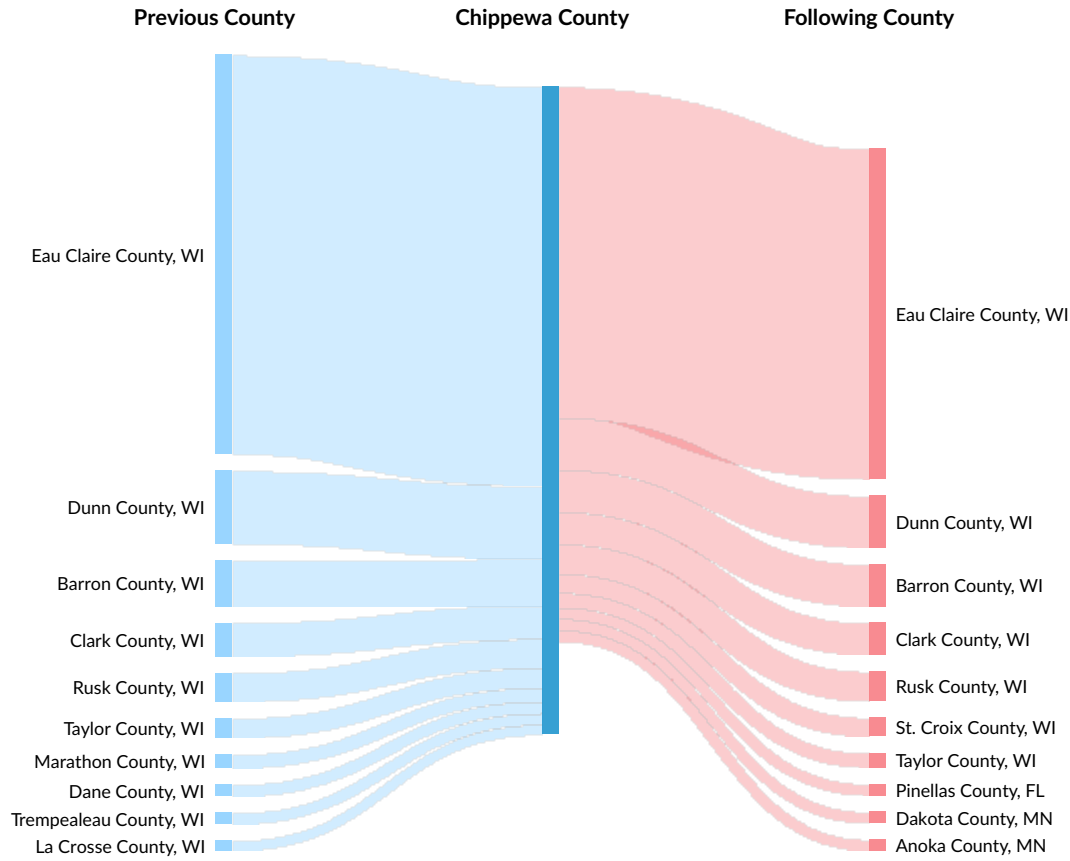 Previous County
Chippewa County
Following County
Eau Claire County, WI
Dunn County, WI
Barron County, WI
Clark County, WI
Rusk County, WI
Taylor County, WI
Marathon County, WI
Dane County, WI
Trempealeau County, WI
La Crosse County, WI
Eau Claire County, WI
Dunn County, WI
Barron County, WI
Clark County, WI
Rusk County, WI
St. Croix County, WI
Taylor County, WI
Pinellas County, FL
Dakota County, MN
Anoka County, MN